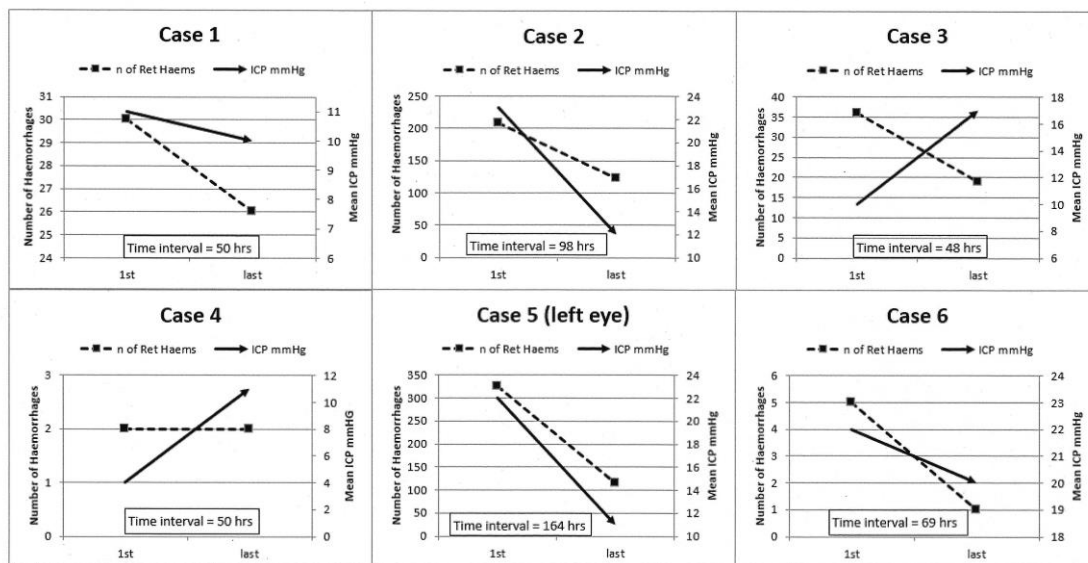 Case 1
n of Ret Haems ICP mmHg
Number of Haemorrhages
31
30
29
28
27
26
25
24
Mean ICP mmHg
11
10
9
8
7
6
Time interval = 50 hrs
1st last
Case 2
n of Ret Haems ICP mmHg
Number of Haemorrhages
250
200
150
100
50
0
Mean ICP mmHg
24
22
20
18
16
14
12
10
Time interval = 98 hrs
1st last
Case 3
n of Ret Haems ICP mmHg
Number of Haemorrhages
40
35
30
25
20
15
10
5
0
Mean ICP mmHg
18
16
14
12
10
8
6
Time interval = 48 hrs
1st last
Case 4
n of Ret Haems ICP mmHg
Number of Haemorrhages
3
2
1
0
Mean ICP mmHG
12
10
8
6
4
2
0
Time interval = 50 hrs
1st last
Case 5 (left eye)
n of Ret Haems ICP mmHg
Number of Haemorrhages
350
300
250
200
150
100
50
0
Mean ICP mmHg
24
22
20
18
16
14
12
10
Time interval = 164 hrs
1st last
Case 6
n of Ret Haems ICP mmHg
Number of Haemorrhages
6
5
4
3
2
1
0
Mean ICP mmHg
24
23
22
21
20
19
18
Time interval = 69 hrs
1st last